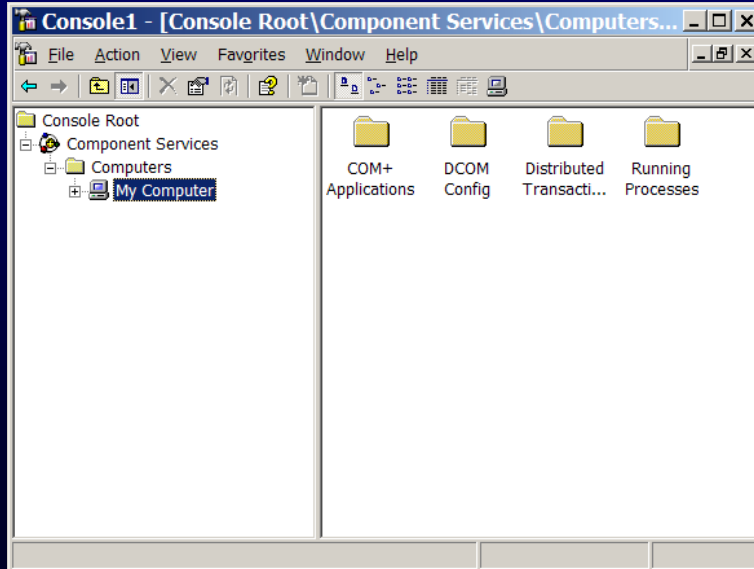 Console1 - [Console Root\Component Services\Computers...
File Action View Favorites Window Help
Console Root
Component Services
Computers
My Computer
COM+ Applications
DCOM Config
Distributed Transacti...
Running Processes